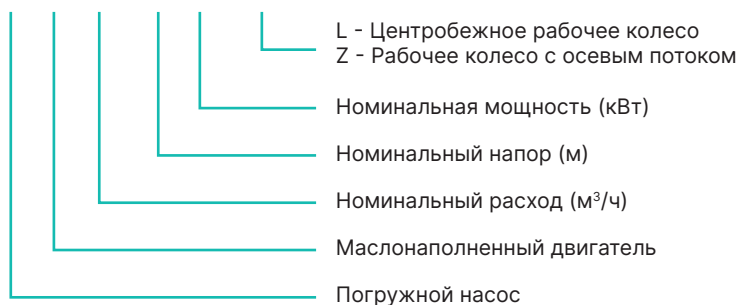 L - Центробежное рабочее колесо
Z - Рабочее колесо с осевым потоком
Номинальная мощность (кВт)
Номинальный напор (м)
Номинальный расход (м³/ч)
Маслонаполненный двигатель
Погружной насос